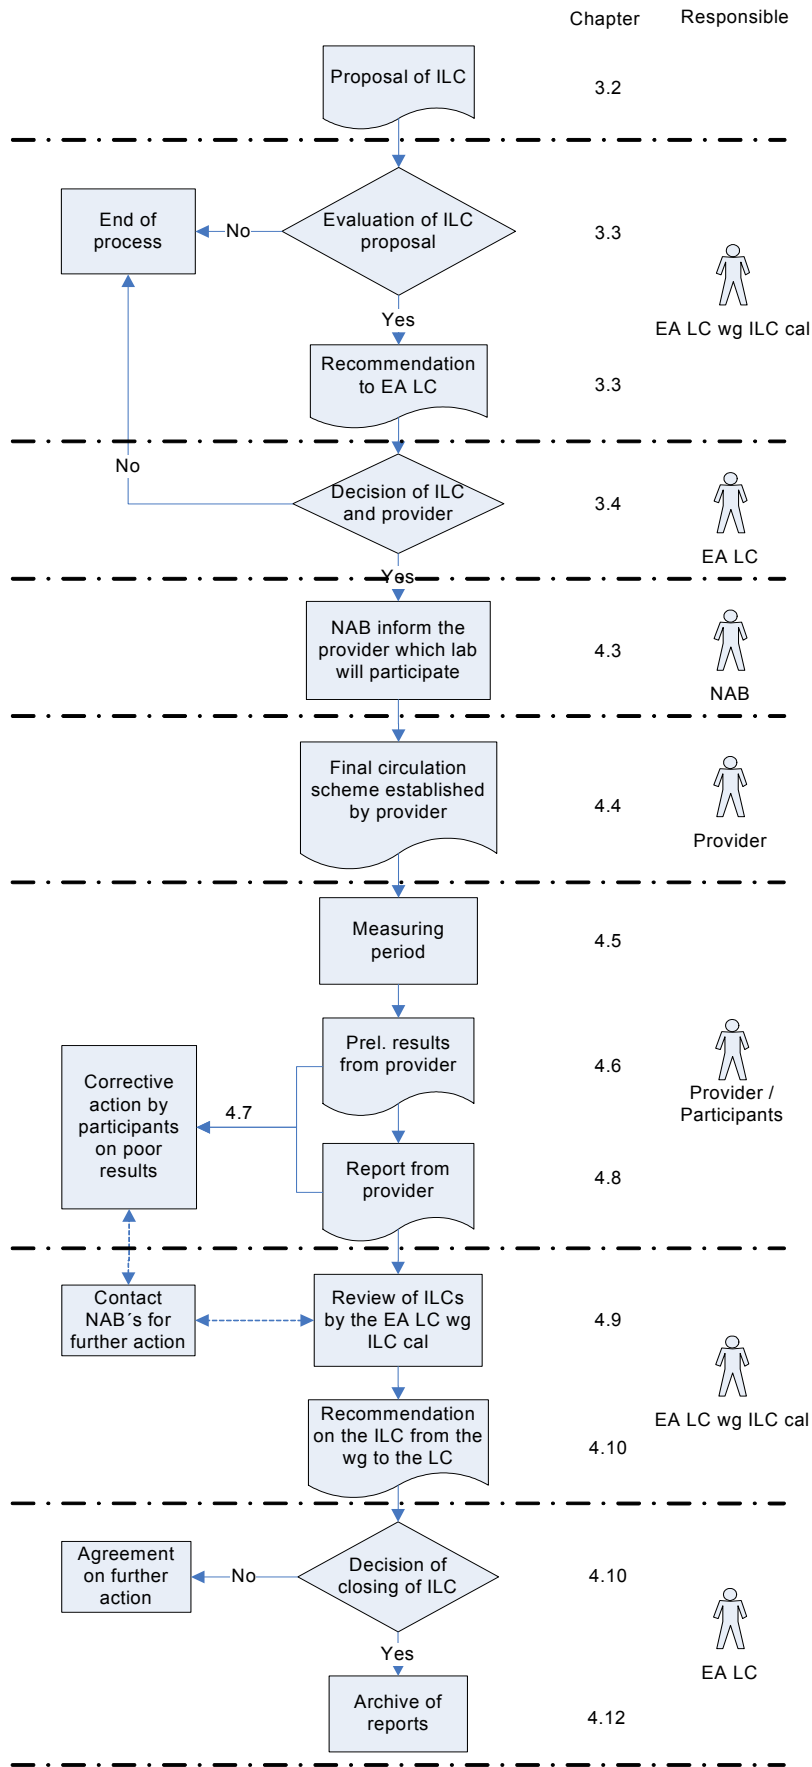 Chapter
Responsible
Proposal of ILC
3.2
End of
process
No
Evaluation of ILC
proposal
3.3
EA LC wg ILC cal
Yes
Recommendation
to EA LC
3.3
No
Decision of ILC
and provider
3.4
EA LC
Yes
NAB inform the
provider which lab
will participate
4.3
NAB
Final circulation
scheme established
by provider
4.4
Provider
Measuring
period
4.5
Prel. results
from provider
4.6
Provider /
Participants
Corrective
action by
participants
on poor
results
4.7
Report from
provider
4.8
Contact
NAB´s for
further action
Review of ILCs
by the EA LC wg
ILC cal
4.9
EA LC wg ILC cal
Recommendation
on the ILC from the
wg to the LC
4.10
Agreement
on further
action
No
Decision of
closing of ILC
4.10
EA LC
Yes
Archive of
reports
4.12